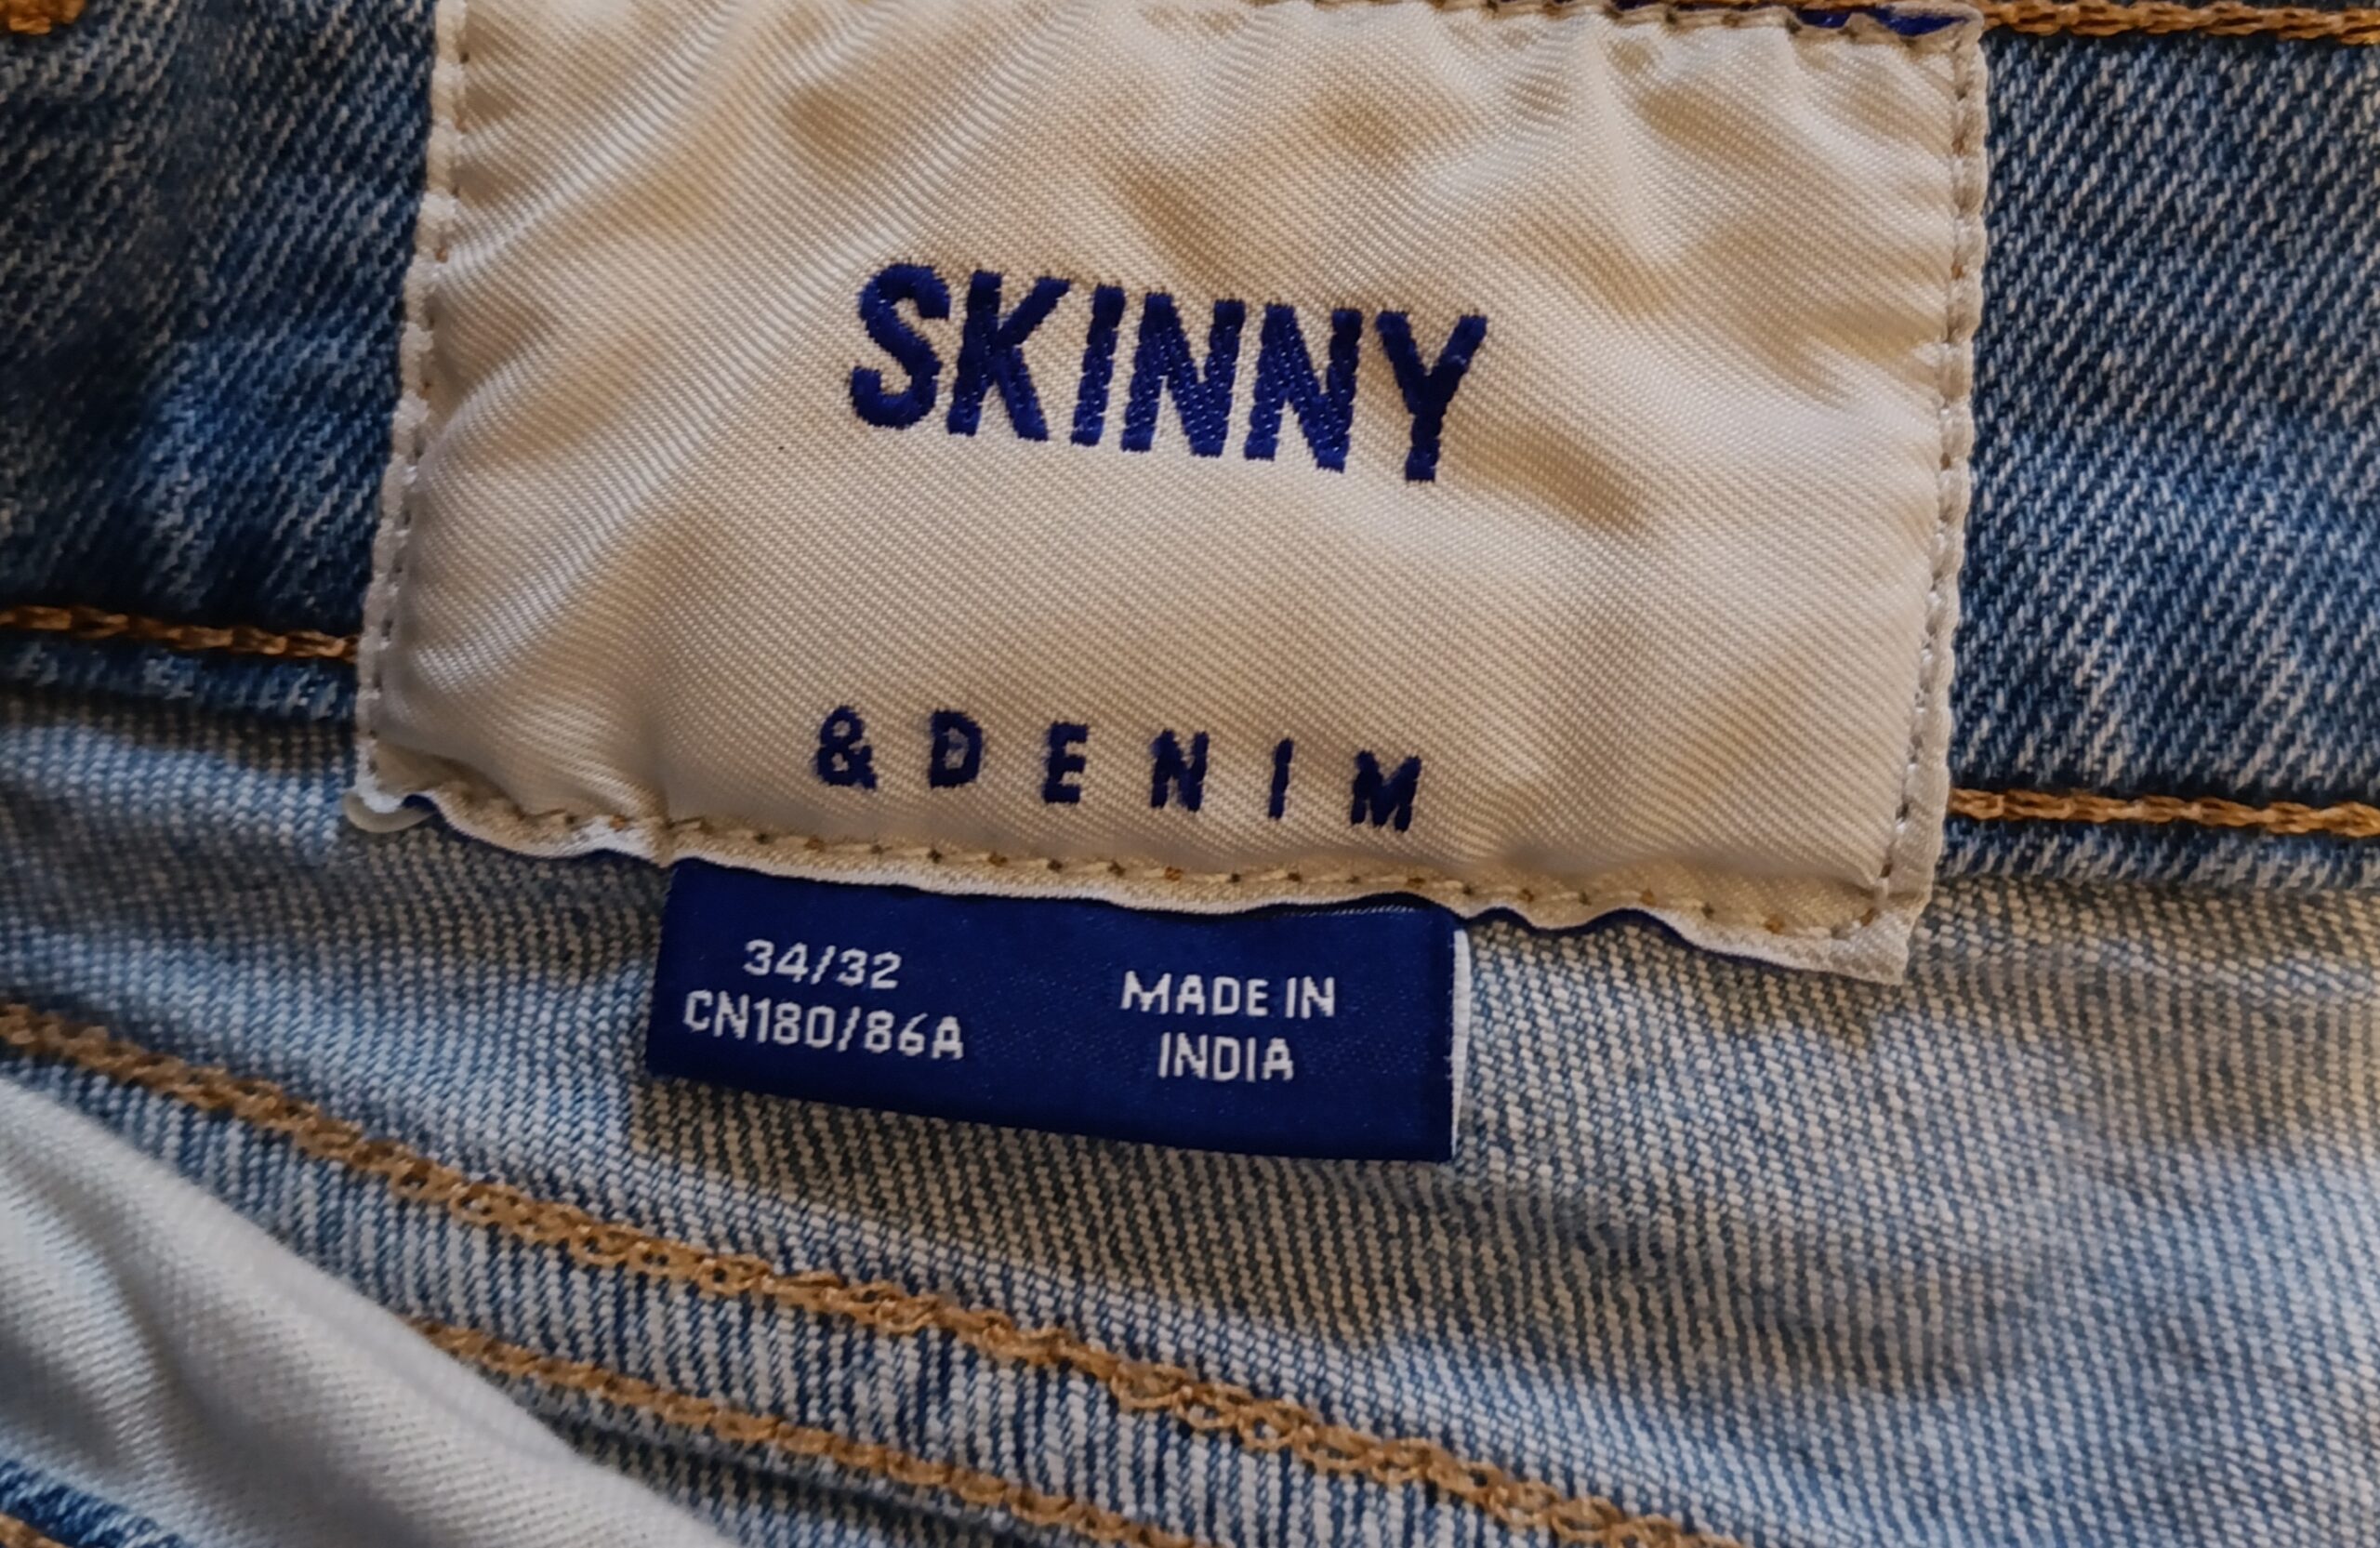 SKINNY
&DENIM
34/32
CN180/86A
MADE IN
INDIA